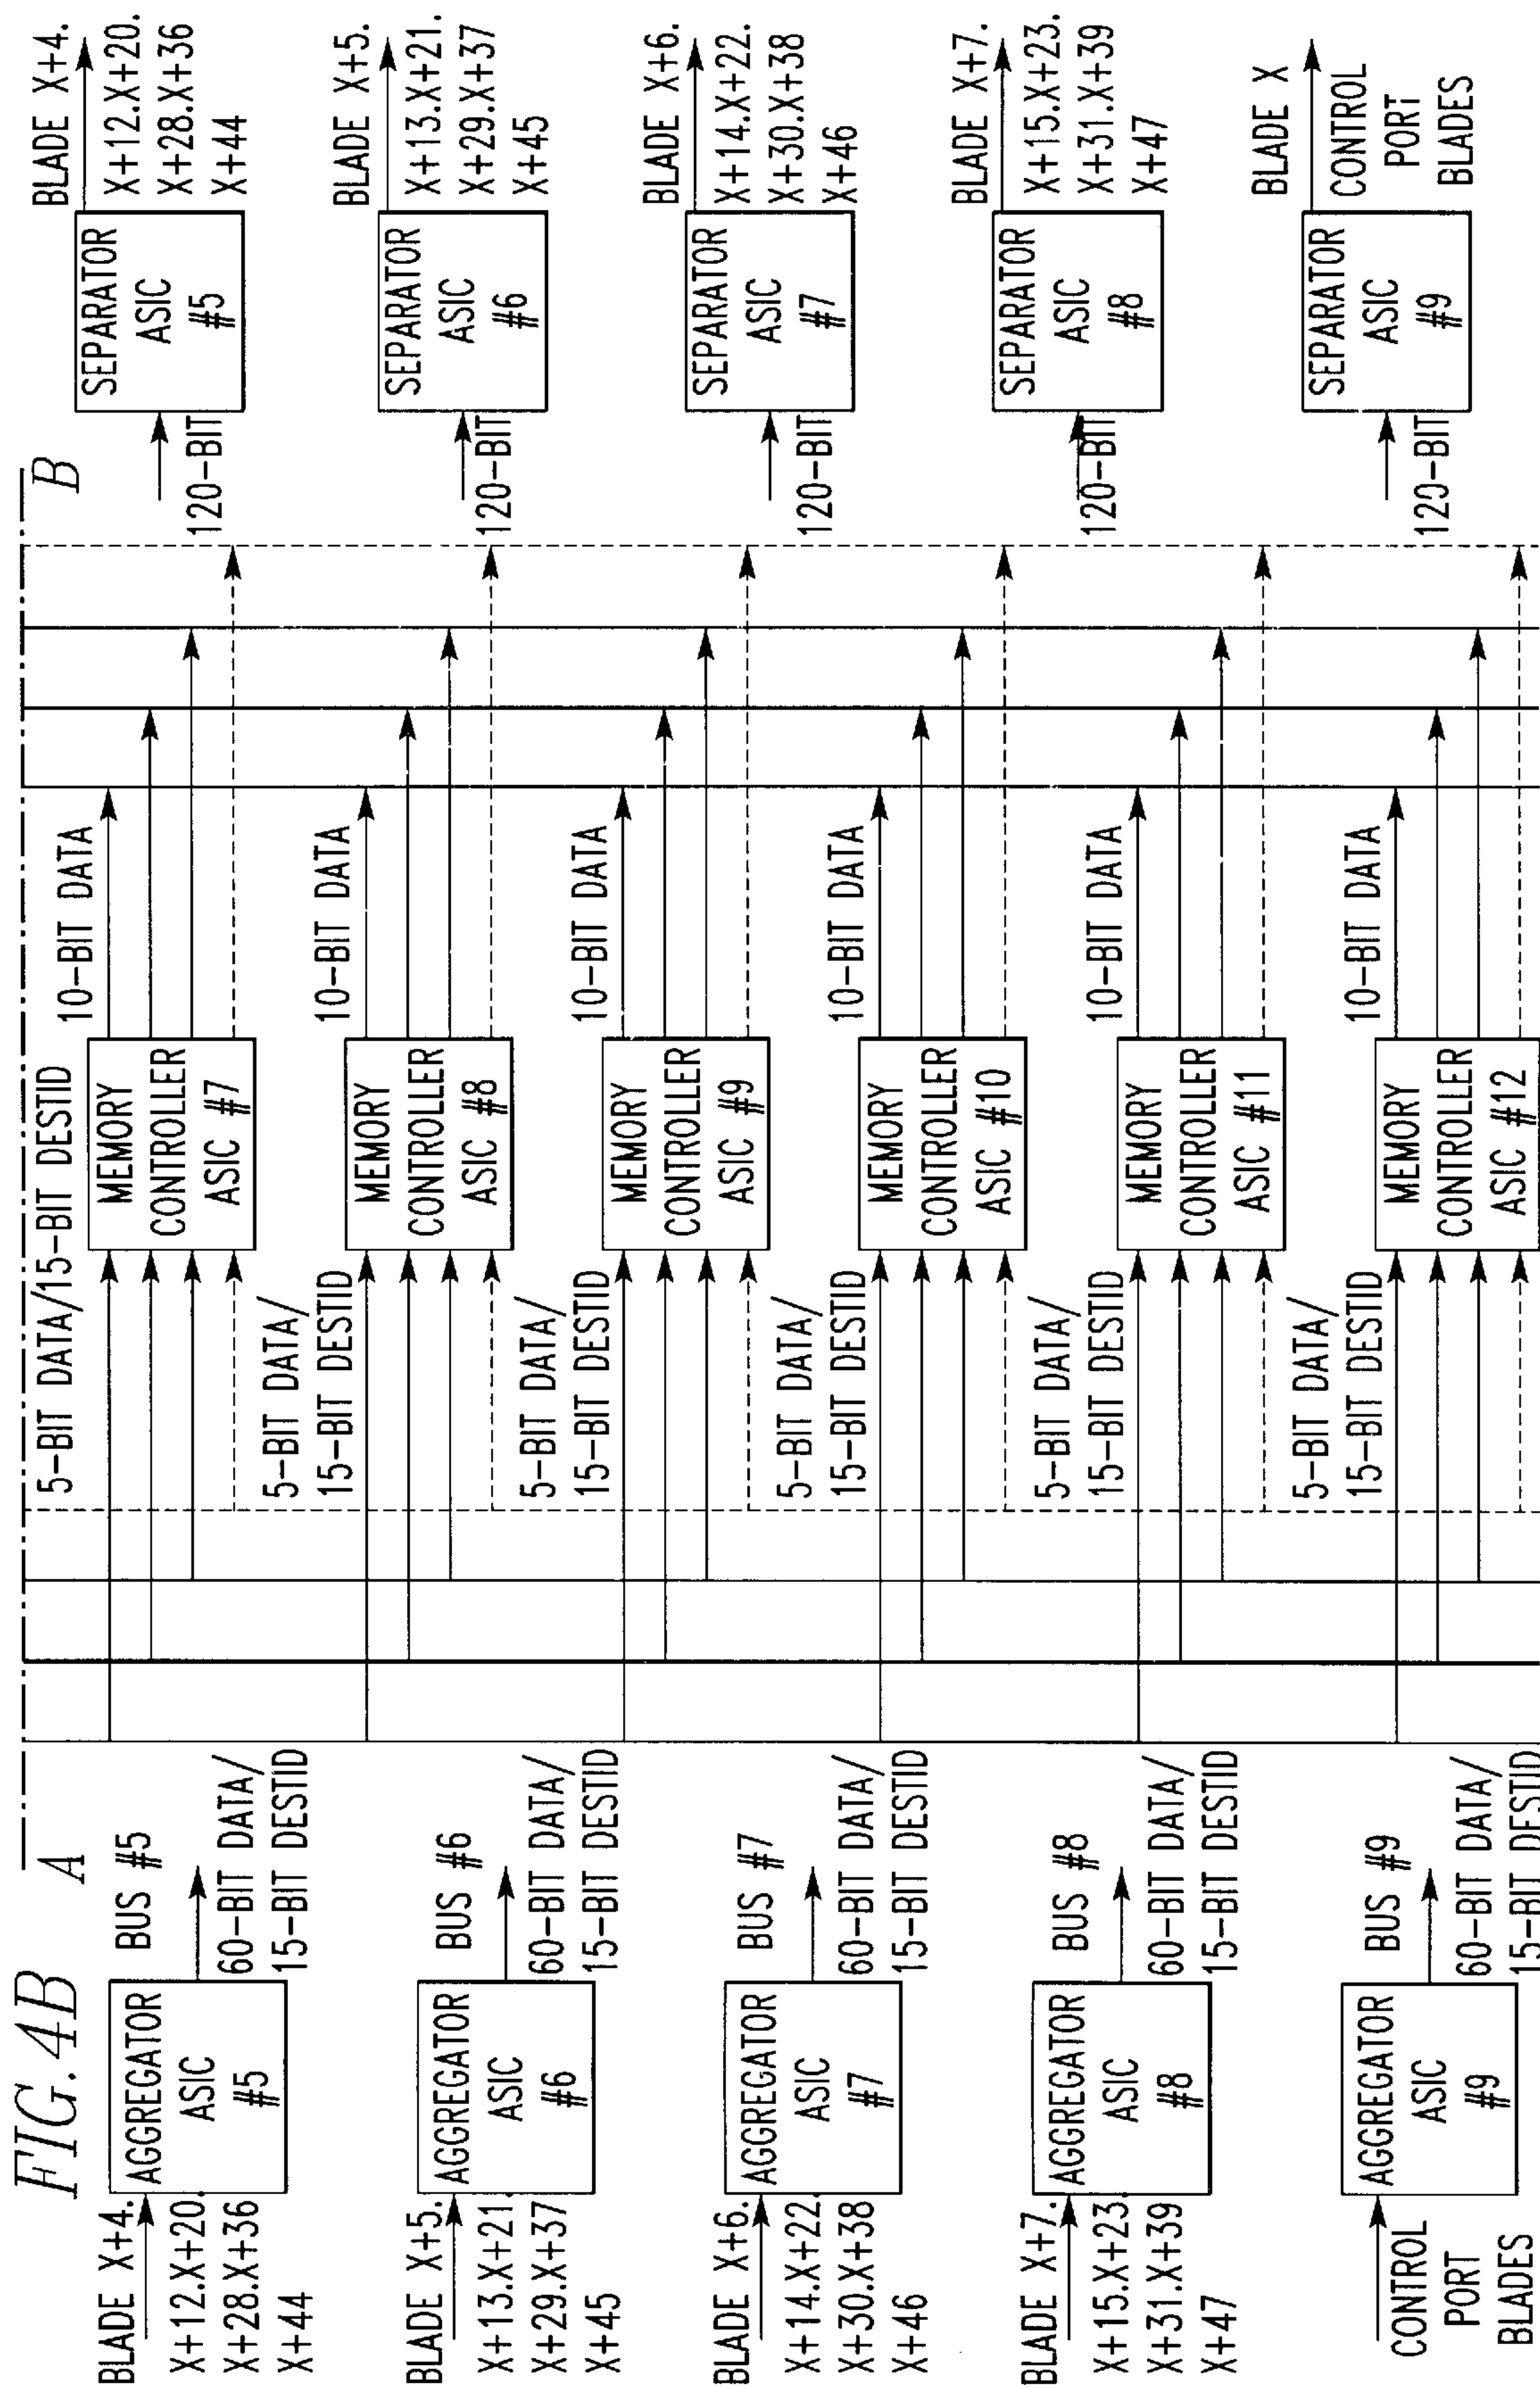 FIG. 4B
A
B
BLADE X+4.
X+12.X+20.
X+28.X+36
X+44
AGGREGATOR
ASIC
#5
BUS #5
60-BIT DATA/
15-BIT DESTID
BLADE X+5.
X+13.X+21.
X+29.X+37
X+45
AGGREGATOR
ASIC
#6
BUS #6
60-BIT DATA/
15-BIT DESTID
BLADE X+6.
X+14.X+22.
X+30.X+38
X+46
AGGREGATOR
ASIC
#7
BUS #7
60-BIT DATA/
15-BIT DESTID
BLADE X+7.
X+15.X+23.
X+31.X+39
X+47
AGGREGATOR
ASIC
#8
BUS #8
60-BIT DATA/
15-BIT DESTID
CONTROL
PORT
BLADES
AGGREGATOR
ASIC
#9
BUS #9
60-BIT DATA/
15-BIT DESTID
5-BIT DATA/15-BIT DESTID
MEMORY
CONTROLLER
ASIC #7
10-BIT DATA
5-BIT DATA/
15-BIT DESTID
MEMORY
CONTROLLER
ASIC #8
10-BIT DATA
5-BIT DATA/
15-BIT DESTID
MEMORY
CONTROLLER
ASIC #9
10-BIT DATA
5-BIT DATA/
15-BIT DESTID
MEMORY
CONTROLLER
ASIC #10
10-BIT DATA
5-BIT DATA/
15-BIT DESTID
MEMORY
CONTROLLER
ASIC #11
10-BIT DATA
5-BIT DATA/
15-BIT DESTID
MEMORY
CONTROLLER
ASIC #12
10-BIT DATA
120-BIT
SEPARATOR
ASIC
#5
BLADE X+4.
X+12.X+20.
X+28.X+36
X+44
120-BIT
SEPARATOR
ASIC
#6
BLADE X+5.
X+13.X+21.
X+29.X+37
X+45
120-BIT
SEPARATOR
ASIC
#7
BLADE X+6.
X+14.X+22.
X+30.X+38
X+46
120-BIT
SEPARATOR
ASIC
#8
BLADE X+7.
X+15.X+23.
X+31.X+39
X+47
120-BIT
SEPARATOR
ASIC
#9
BLADE X
CONTROL
PORT
BLADES